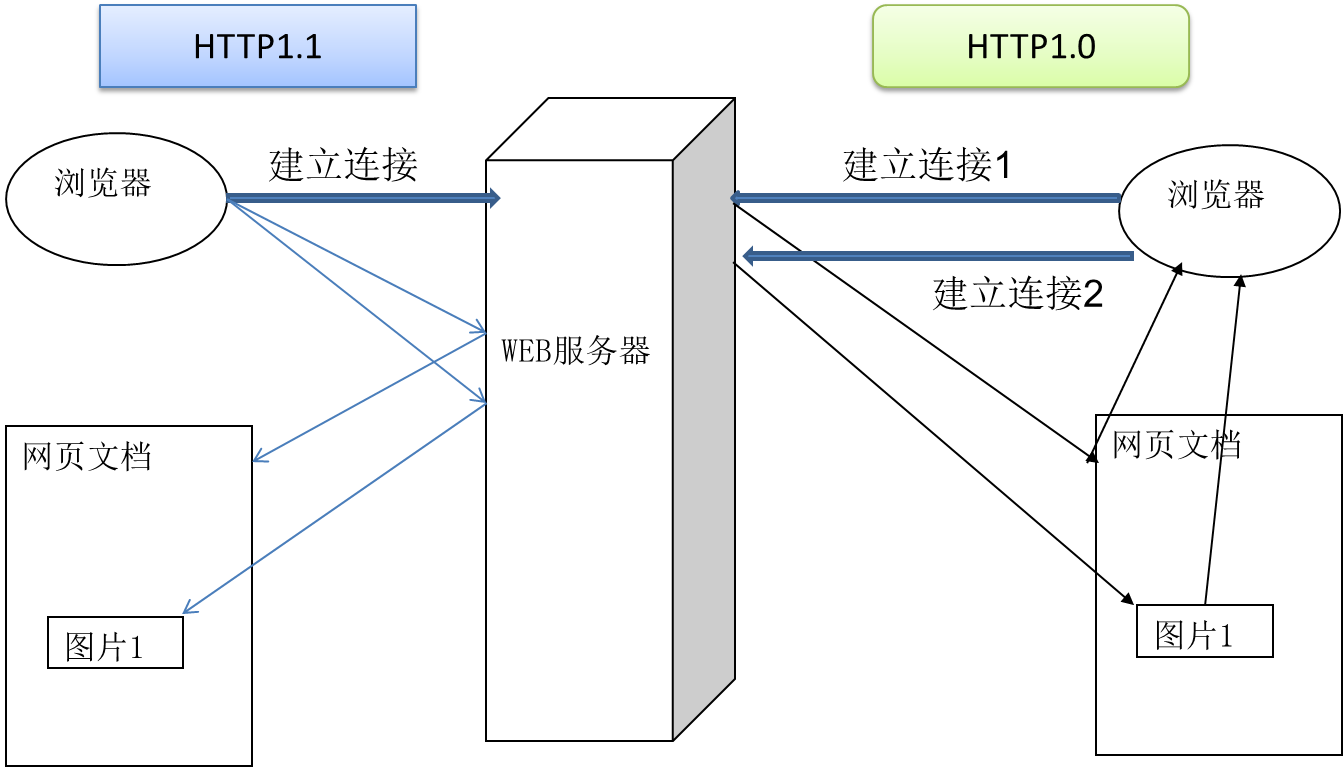 HTTP1.1
HTTP1.0
浏览器
建立连接
建立连接1
浏览器
建立连接2
WEB服务器
网页文档
网页文档
图片1
图片1